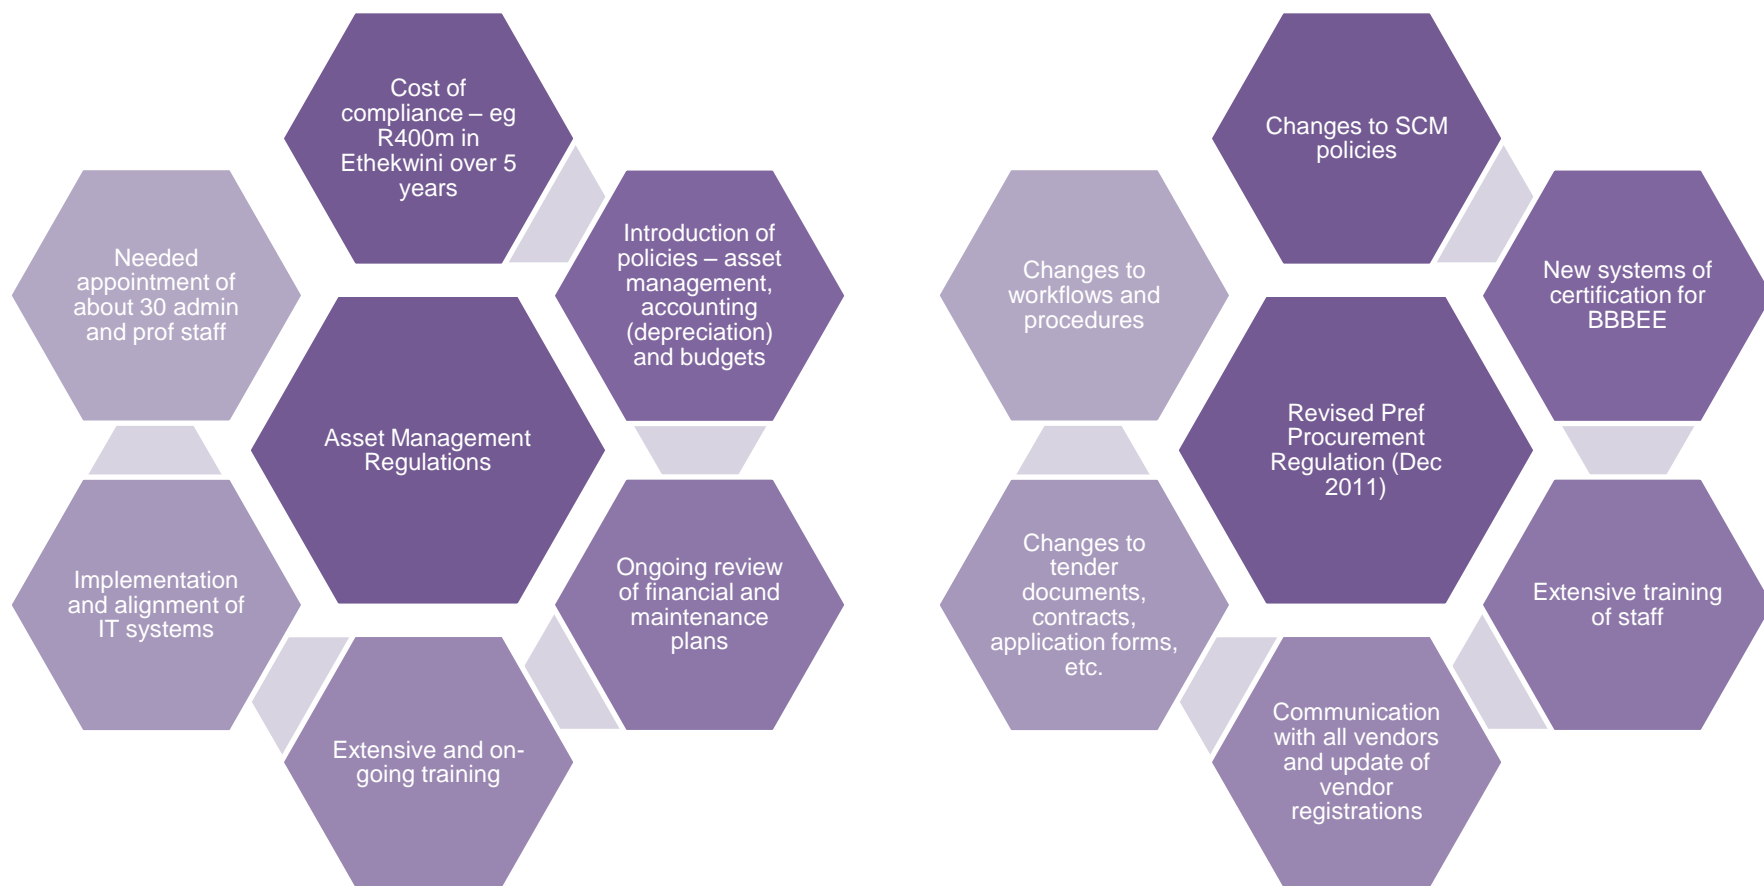 Cost of
compliance – eg
R400m in
Ethekwini over 5
years
Introduction of
policies – asset
management,
accounting
(depreciation)
and budgets
Ongoing review
of financial and
maintenance
plans
Extensive and on-
going training
Implementation
and alignment of
IT systems
Needed
appointment of
about 30 admin
and prof staff
Asset Management
Regulations
Changes to SCM
policies
New systems of
certification for
BBBEE
Extensive training
of staff
Communication
with all vendors
and update of
vendor
registrations
Changes to
tender
documents,
contracts,
application forms,
etc.
Changes to
workflows and
procedures
Revised Pref
Procurement
Regulation (Dec
2011)